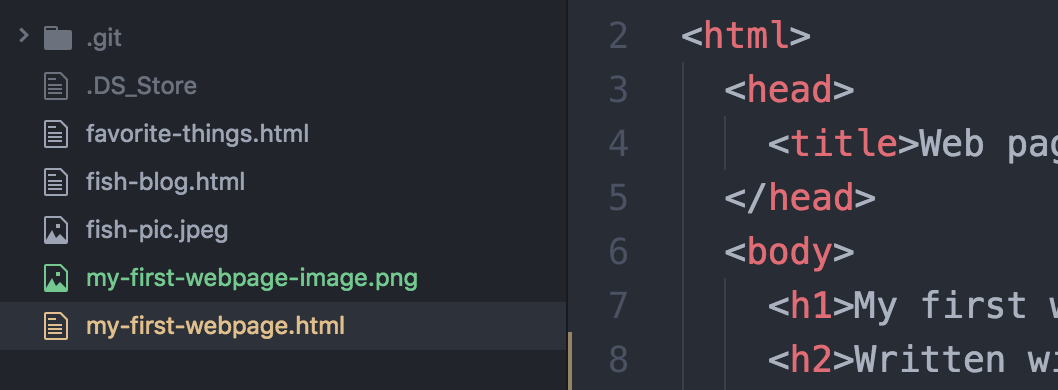 .git
.DS_Store
favorite-things.html
fish-blog.html
fish-pic.jpeg
my-first-webpage-image.png
my-first-webpage.html
2 <html>
3 <head>
4 <title>Web
5 </head>
6 <body>
7 <h1>My first
8 <h2>Written